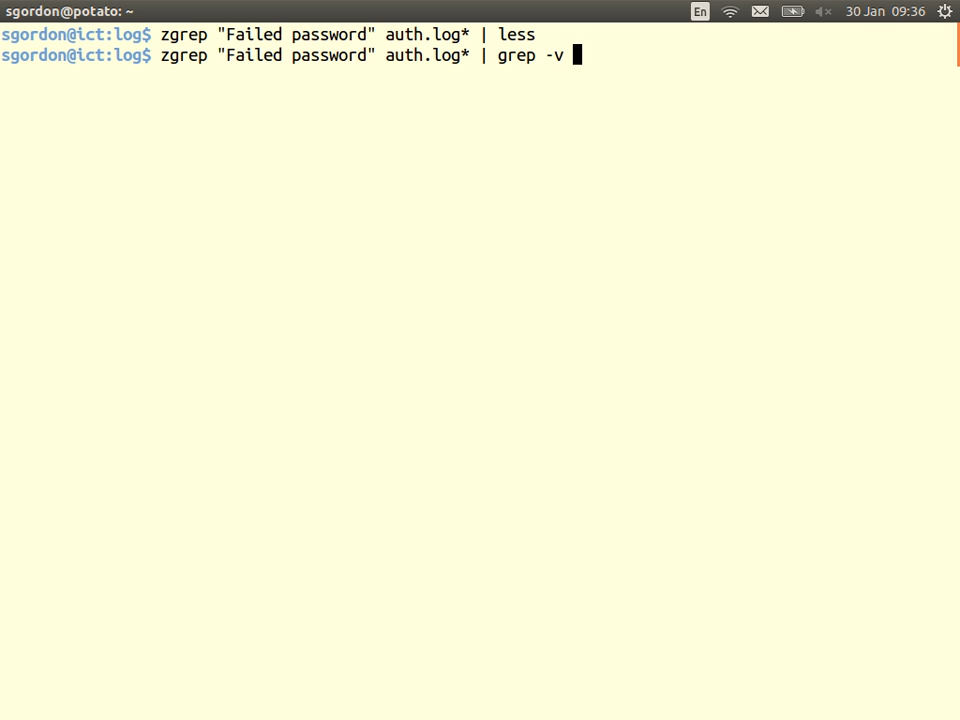 sgordon@potato: ~
En
30 Jan 09:36
sgordon@ict:log$ zgrep "Failed password" auth.log* | less
sgordon@ict:log$ zgrep "Failed password" auth.log* | grep -v